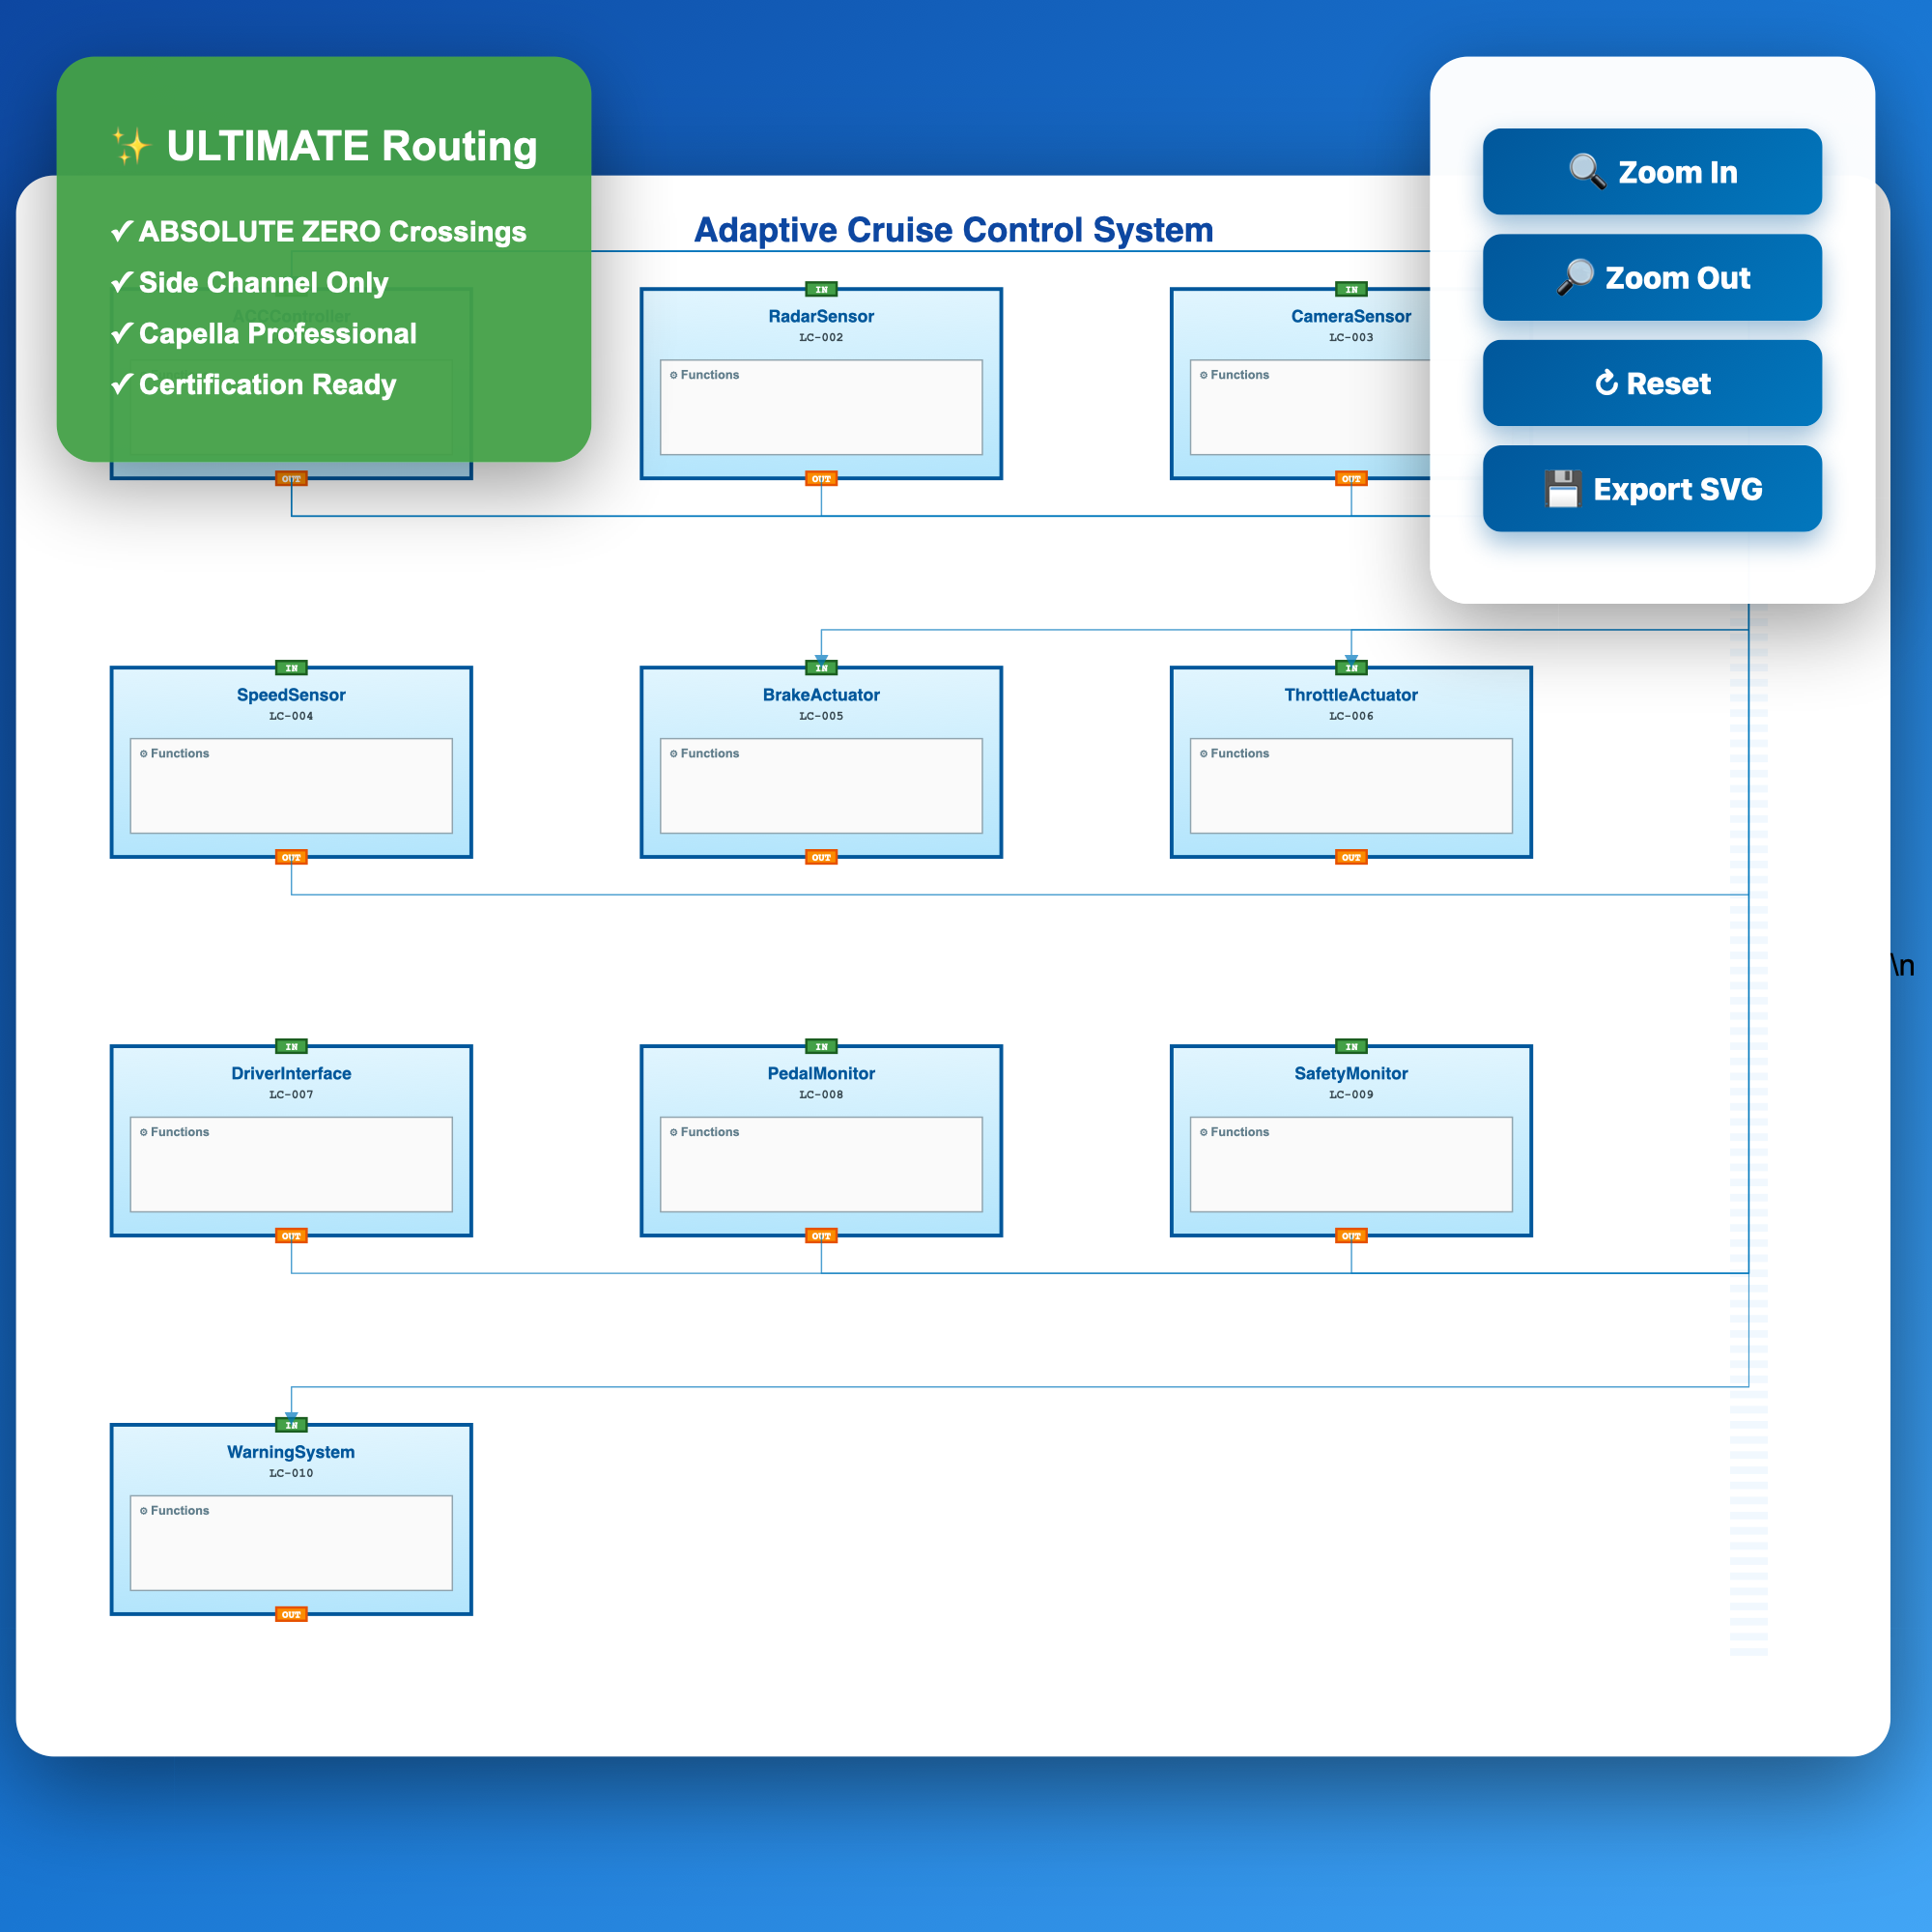 ✨ ULTIMATE Routing
✓ ABSOLUTE ZERO Crossings
✓ Side Channel Only
✓ Capella Professional
✓ Certification Ready
🔍 Zoom In
🔎 Zoom Out
↻ Reset
💾 Export SVG
Adaptive Cruise Control System
ACCController
OUT
IN
RadarSensor
LC-002
⚙ Functions
OUT
IN
CameraSensor
LC-003
⚙ Functions
OUT
IN
SpeedSensor
LC-004
⚙ Functions
OUT
IN
BrakeActuator
LC-005
⚙ Functions
OUT
IN
ThrottleActuator
LC-006
⚙ Functions
OUT
\n
IN
DriverInterface
LC-007
⚙ Functions
OUT
IN
PedalMonitor
LC-008
⚙ Functions
OUT
IN
SafetyMonitor
LC-009
⚙ Functions
OUT
IN
WarningSystem
LC-010
⚙ Functions
OUT